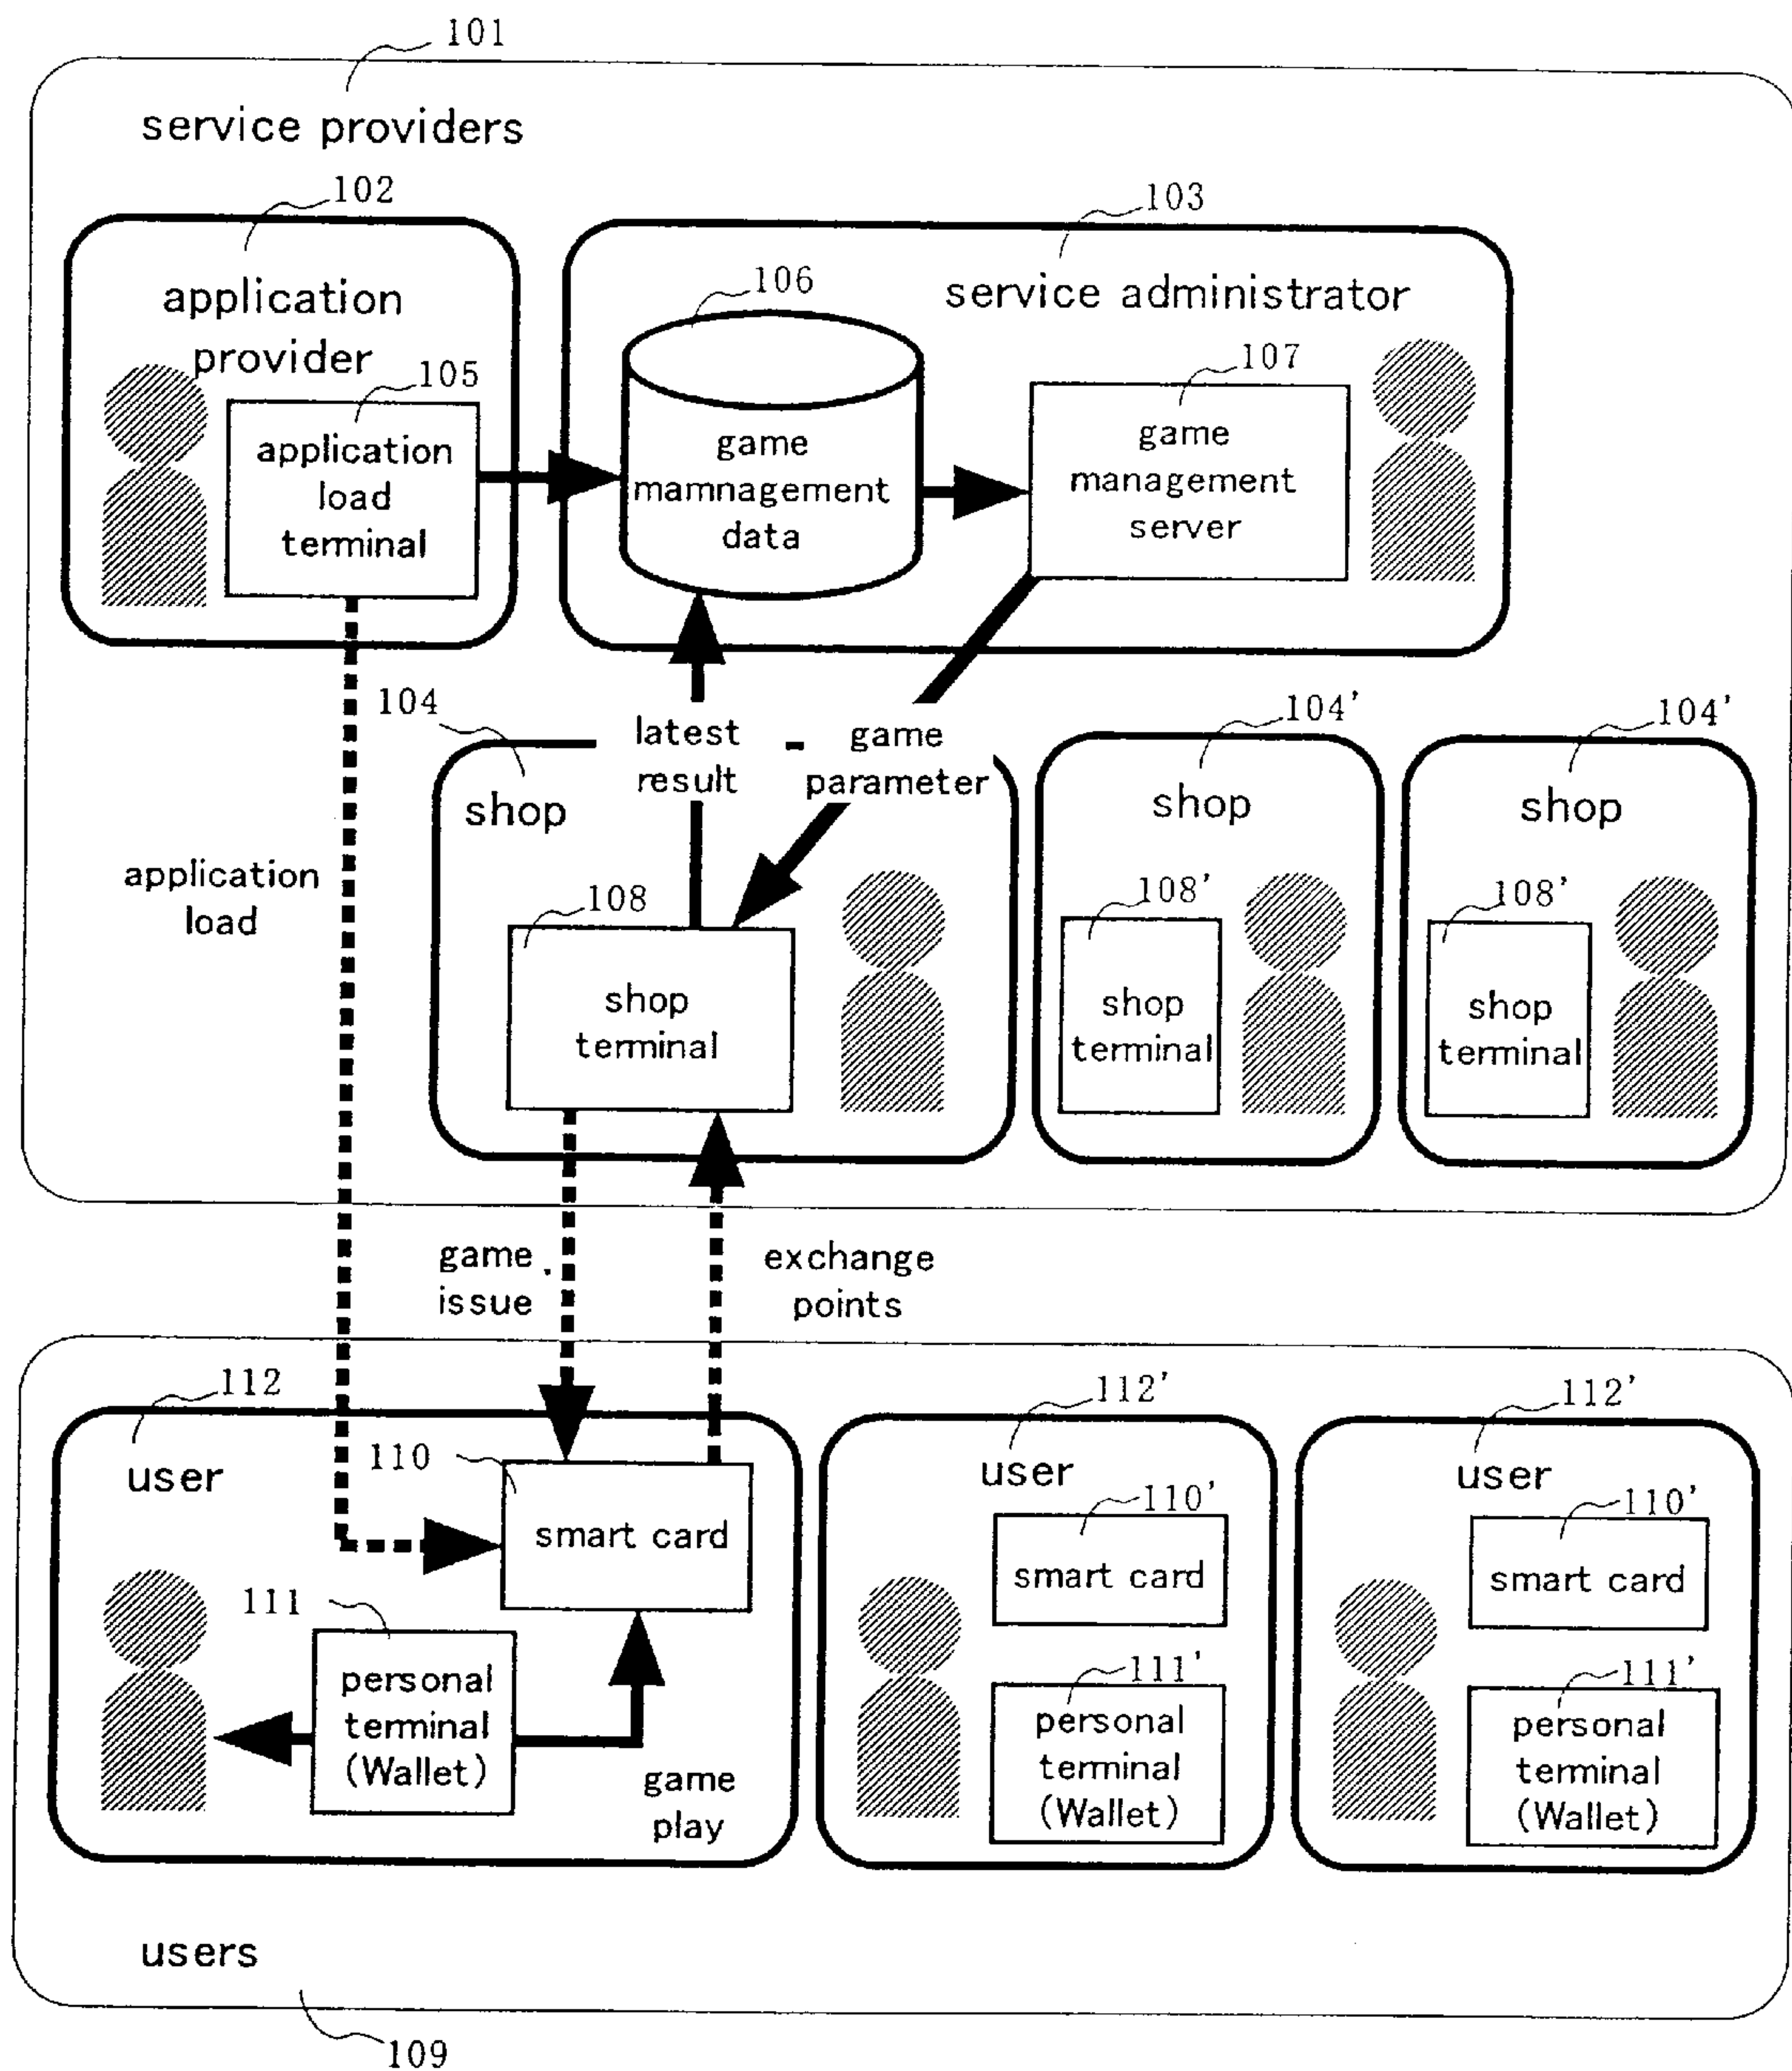 101
service providers
102
103
application
provider
106
service administrator
105
107
application
load
terminal
game
mamnagement
data
game
management
server
104
latest
result
game
parameter
104'
104'
shop
shop
shop
application
load
108
108'
108'
shop
terminal
shop
terminal
shop
terminal
game
issue
exchange
points
112
112'
112'
user
110
user
user
110'
110'
smart card
smart card
smart card
111
111'
111'
personal
terminal
(Wallet)
personal
terminal
(Wallet)
personal
terminal
(Wallet)
game
play
users
109